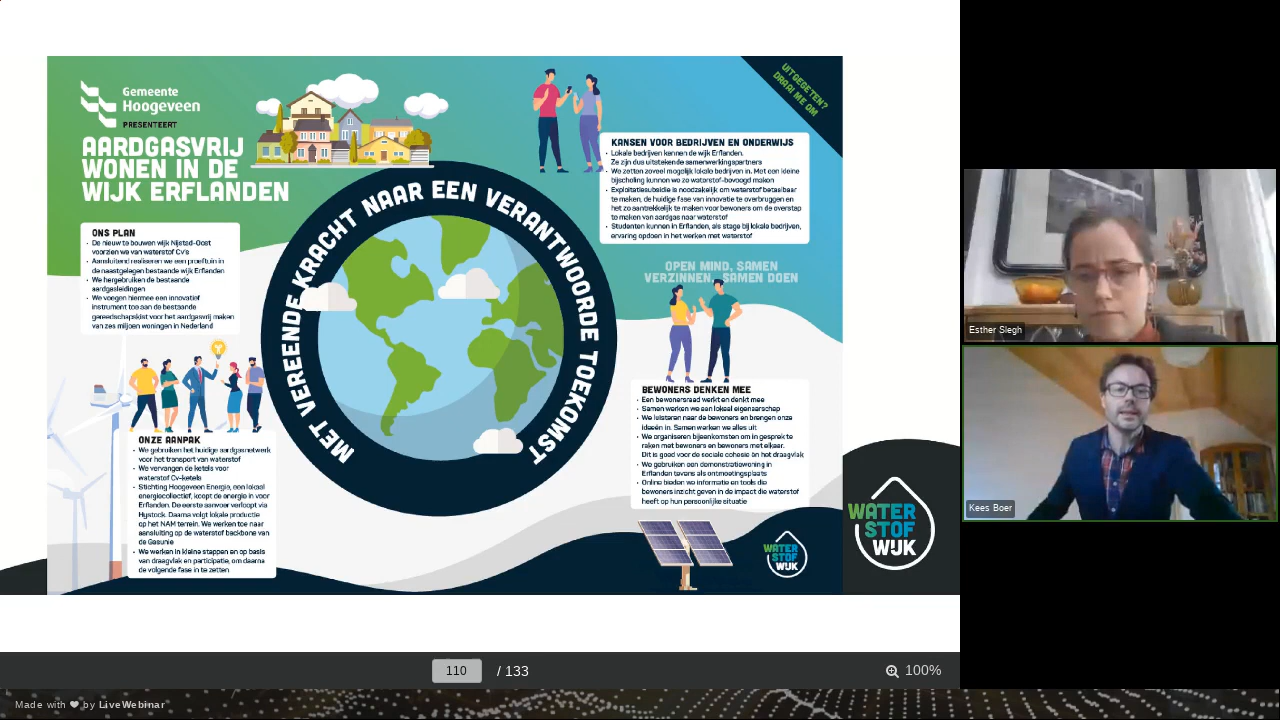 Gemeente
Hoogeveen
PRESENTEERT
AARDGASVRIJ
WONEN IN DE
WIJK ERFLANDEN
UITGEGETEN?
DRAAI ME OM
MET VEREENDE KRACHT NAAR EEN VERANTWOORDE TOEKOMST
ONS PLAN
• De nieuw te bouwen wijk Nijstad-Oost
voorzien we van waterstof Cv's
• Aansluitend realiseren we een proeftuin in
de naastgelegen bestaande wijk Erflanden
• We hergebruiken de bestaande
aardgasleidingen
• We voegen hiermee een innovatief
instrument toe aan de bestaande
gereedschapskist voor het aardgasvrij maken
van zes miljoen woningen in Nederland
ONZE AANPAK
• We gebruiken het huidige aardgasnetwerk
voor het transport van waterstof
• We vervangen de ketels voor
waterstof Cv-ketels
• Stichting Hoogeveen Energie, een lokaal
energiecollectief, koopt de energie in voor
Erflanden. De eerste aanvoer verloopt via
Hystock. Daarna volgt lokale productie
op het NAM terrein. We werken toe naar
aansluiting op de waterstof backbone van
de Gasunie
• We werken in kleine stappen en op basis
van draagvlak en participatie, om daarna
de volgende fase in te zetten
KANSEN VOOR BEDRIJVEN EN ONDERWIJS
• Lokale bedrijven kennen de wijk Erflanden.
Ze zijn dus uitstekende samenwerkingspartners
• We zetten zoveel mogelijk lokale bedrijven in. Met een kleine
bijscholing kunnen we zo waterstof-bevoegd maken
• Exploitatiesubsidie is noodzakelijk om waterstof betaalbaar
te maken, de huidige fase van innovatie te overbruggen en
het zo aantrekkelijk te maken voor bewoners om de overstap
te maken van aardgas naar waterstof
• Studenten kunnen in Erflanden, als stage bij lokale bedrijven,
ervaring opdoen in het werken met waterstof
OPEN MIND, SAMEN
VERZINNEN, SAMEN DOEN
BEWONERS DENKEN MEE
• Een bewonersraad werkt en denkt mee
• Samen werken we aan lokaal eigenaarschap
• We luisteren naar de bewoners en brengen onze
ideeën in. Samen werken we alles uit
• We organiseren bijeenkomsten om in gesprek te
raken met bewoners en bewoners met elkaar.
Dit is goed voor de sociale cohesie én het draagvlak
• We gebruiken een demonstratiewoning in
Erflanden tevens als ontmoetingsplaats
• Online bieden we informatie en tools die
bewoners inzicht geven in de impact die waterstof
heeft op hun persoonlijke situatie
WATER
STOF
WIJK
WATER
STOF
WIJK
Esther Slegh
Kees Boer
110 / 133
100%
Made with ❤ by LiveWebinar